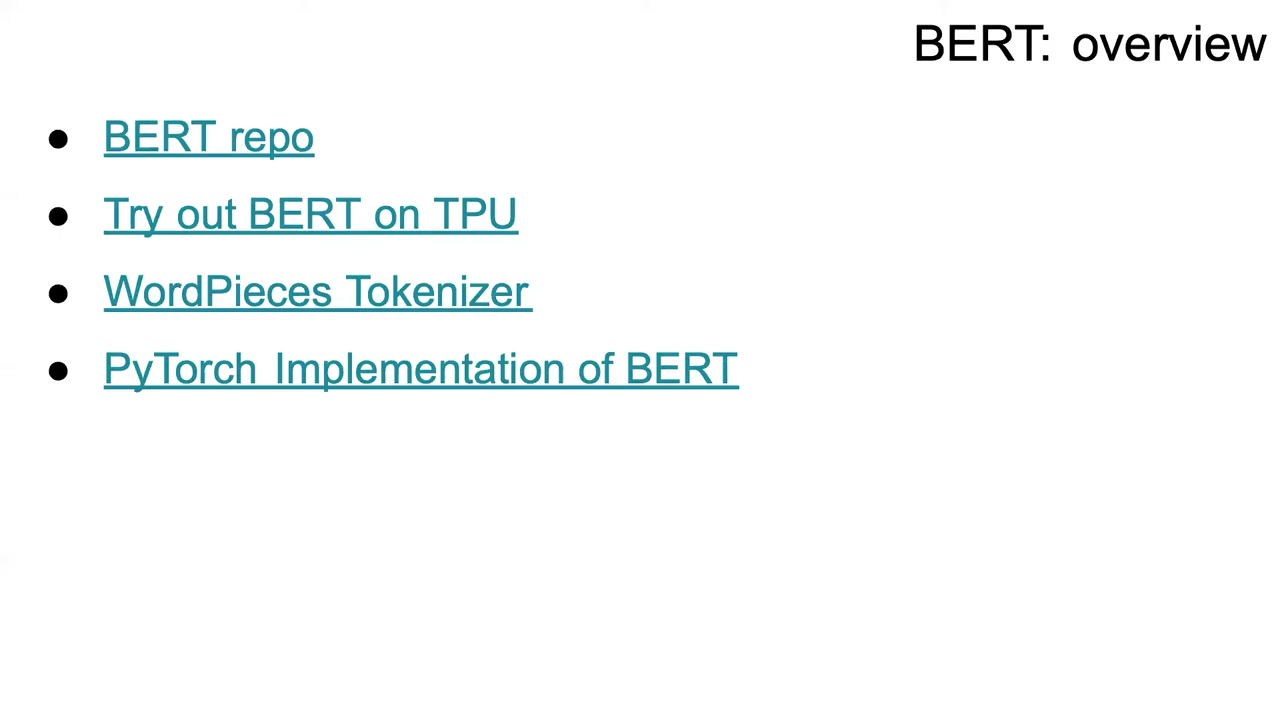 BERT: overview
● BERT repo
● Try out BERT on TPU
● WordPieces Tokenizer
● PyTorch Implementation of BERT